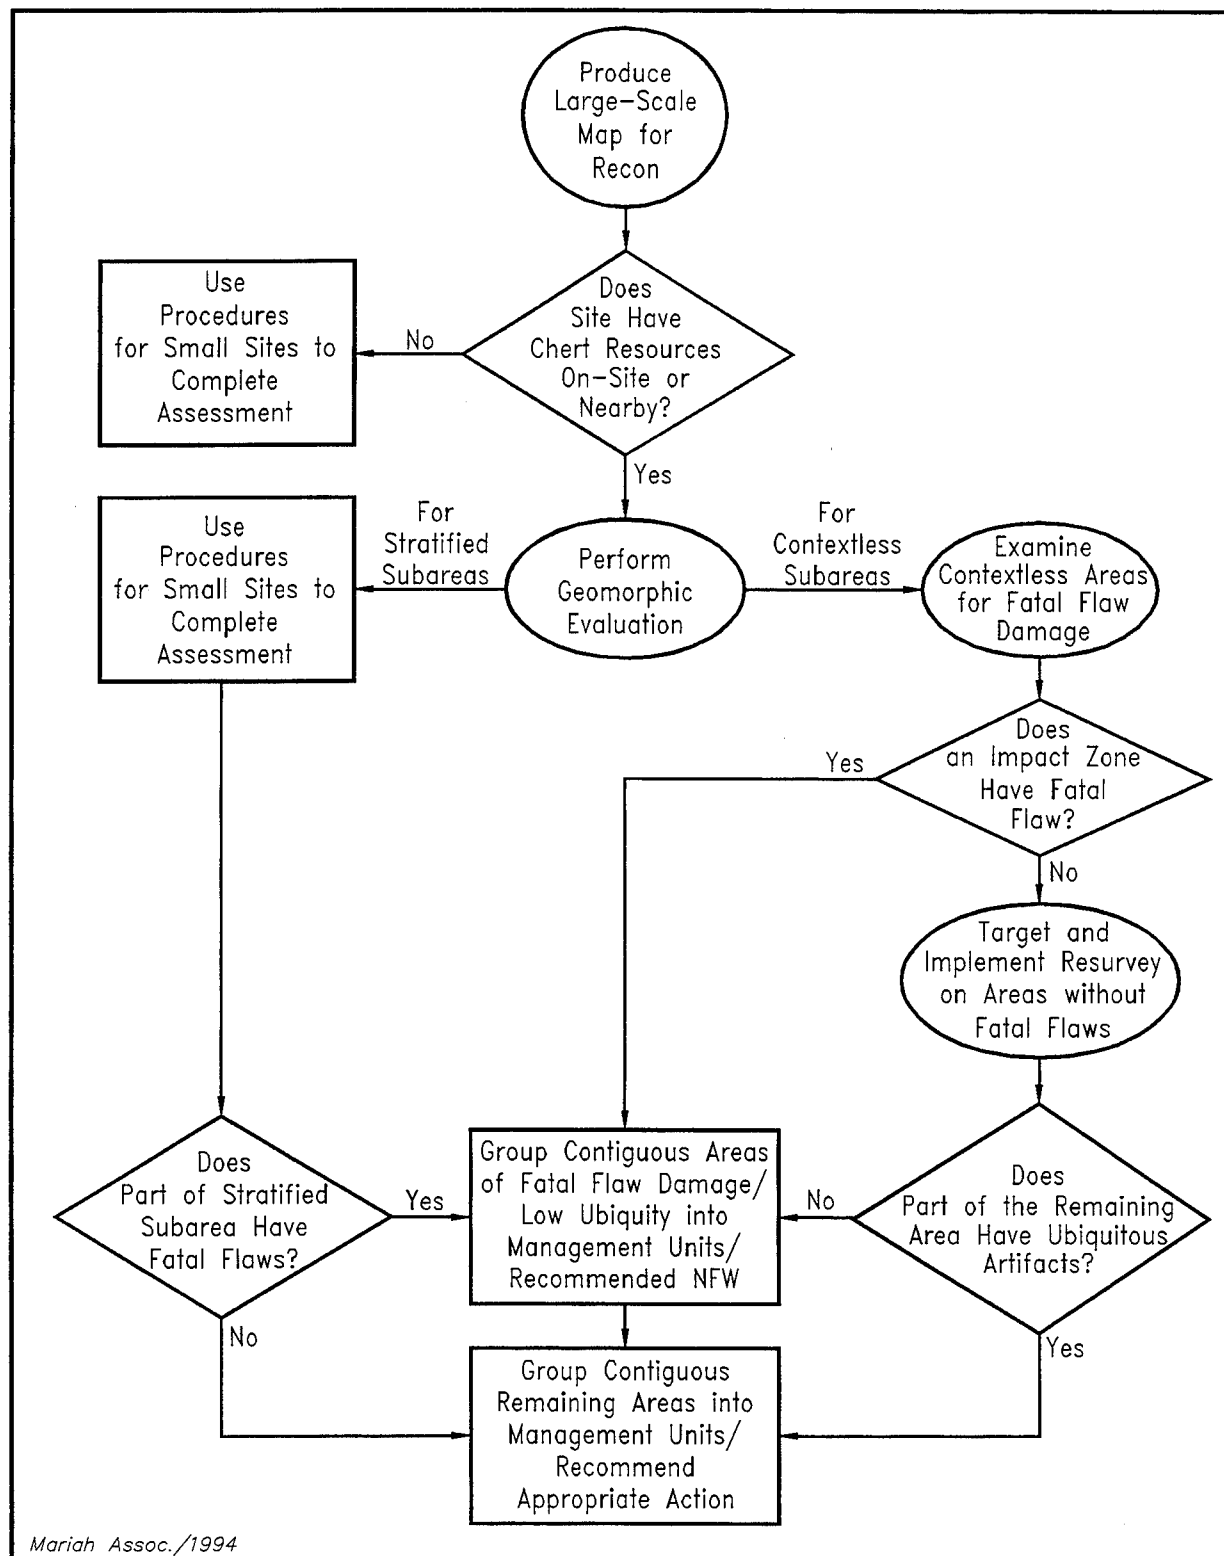 Produce
Large-Scale
Map for
Recon
Use
Procedures
for Small Sites to
Complete
Assessment
No
Does
Site Have
Chert Resources
On-Site or
Nearby?
Yes
Use
Procedures
for Small Sites to
Complete
Assessment
For
Stratified
Subareas
Perform
Geomorphic
Evaluation
For
Contextless
Subareas
Examine
Contextless Areas
for Fatal Flaw
Damage
Yes
Does
an Impact Zone
Have Fatal
Flaw?
No
Target and
Implement Resurvey
on Areas without
Fatal Flaws
Does
Part of Stratified
Subarea Have
Fatal Flaws?
Yes
No
Group Contiguous Areas
of Fatal Flaw Damage/
Low Ubiquity into
Management Units/
Recommended NFW
No
Does
Part of the Remaining
Area Have Ubiquitous
Artifacts?
Yes
Group Contiguous
Remaining Areas into
Management Units/
Recommend
Appropriate Action
Mariah Assoc./1994